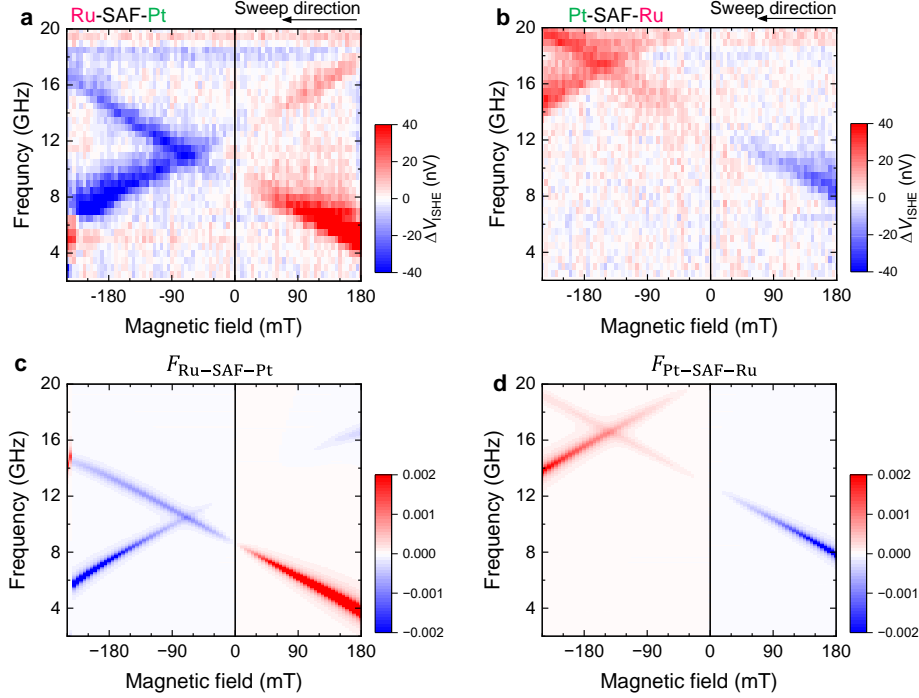 a
Ru-SAF-Pt
Sweep direction
20
16
12
8
4
Frequncy (GHz)
-180 -90 0 90 180
Magnetic field (mT)
40
20
0
-20
-40
ΔV_ISHE (nV)
b
Pt-SAF-Ru
Sweep direction
20
16
12
8
4
Frequency (GHz)
-180 -90 0 90 180
Magnetic field (mT)
40
20
0
-20
-40
ΔV_ISHE (nV)
c
F_Ru−SAF−Pt
20
16
12
8
4
Frequency (GHz)
−180 −90 0 90 180
Magnetic field (mT)
0.002
0.001
0.000
−0.001
−0.002
d
F_Pt−SAF−Ru
20
16
12
8
4
Frequency (GHz)
−180 −90 0 90 180
Magnetic field (mT)
0.002
0.001
0.000
−0.001
−0.002